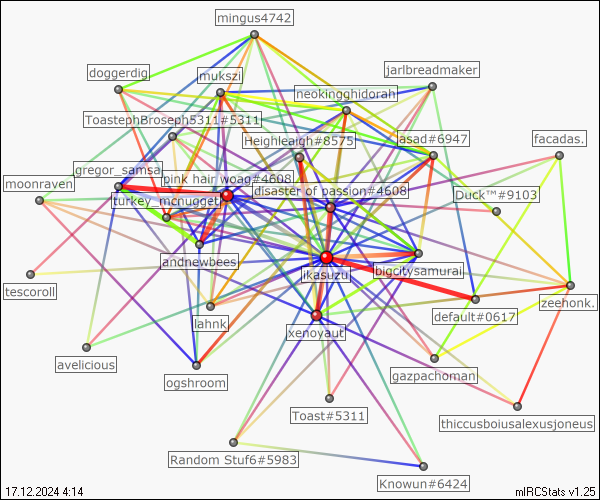 mingus4742
doggerdig
mukszi
jarlbreadmaker
neokingghidorah
ToastephBroseph5311#5311
Heighleaigh#8575
asad#6947
facadas.
gregor_samsa
pink hair woag#4608
moonraven
disaster of passion#4608
Duck™#9103
turkey_mcnugget
andnewbees
jkasuzu
bigcitysamurai
tescoroll
lahnk
default#0617
zeehonk.
xenoyaut
avelicious
ogshroom
gazpachoman
Toast#5311
thiccusboiusalexusjoneus
Random Stuf6#5983
Knowun#6424
17.12.2024 4:14
mIRCStats v1.25